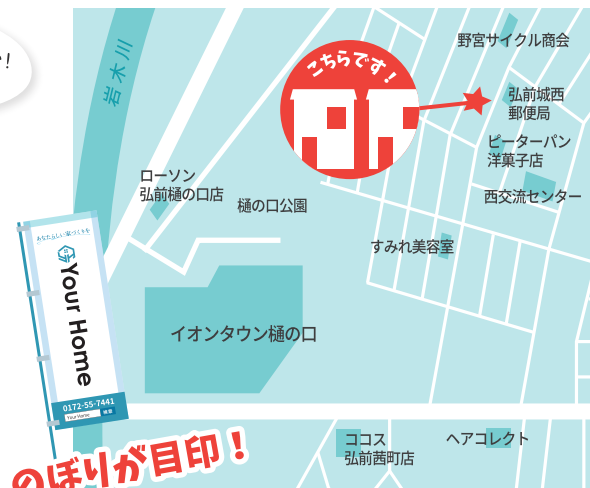 ！
岩木川
こちらです！
野宮サイクル商会
弘前城西
郵便局
ピーターパン
洋菓子店
西交流センター
ローソン
弘前樋の口店
樋の口公園
すみれ美容室
イオンタウン樋の口
あなたらしい家づくりを
Your Home
0172-55-7441
Your Home 検索
のぼりが目印！
ココス
弘前茜町店
ヘアコレクト